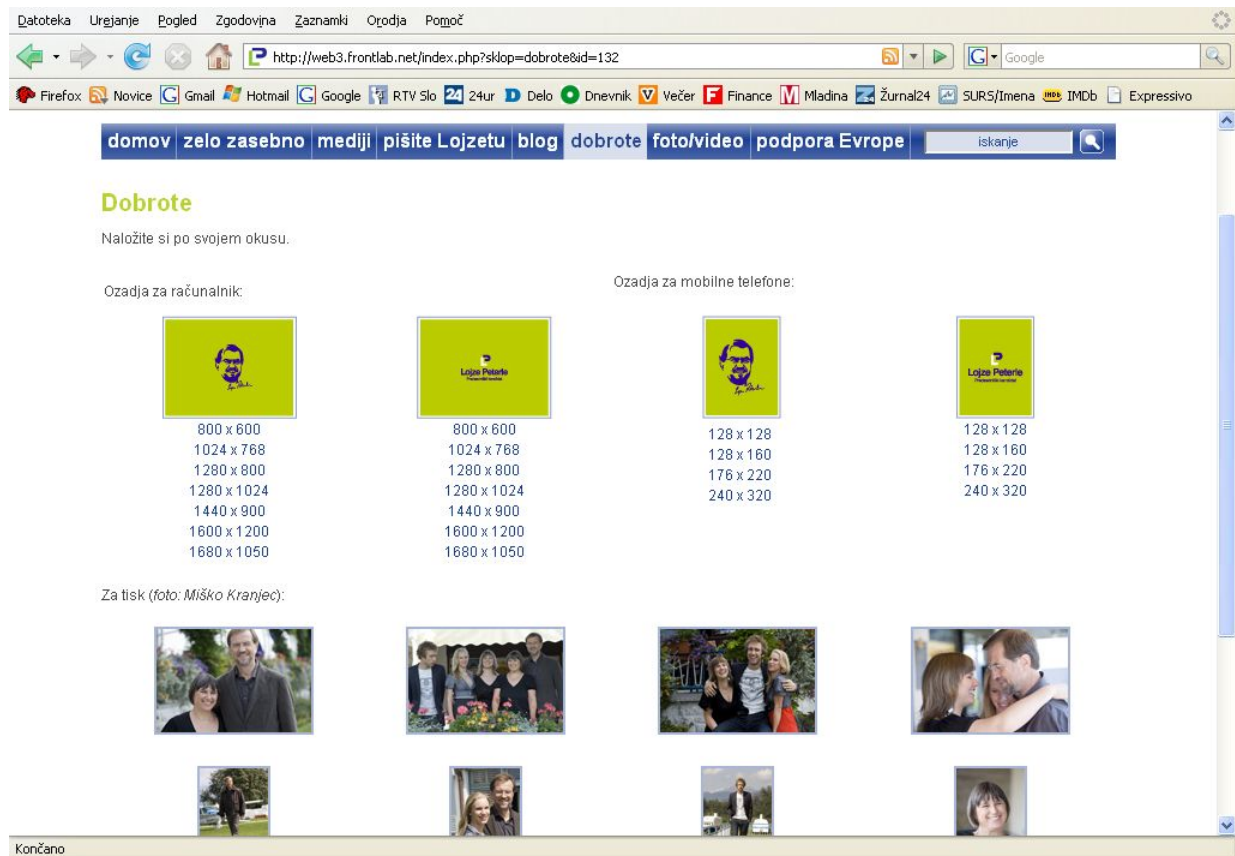 Datoteka Urejanje Pogled Zgodovina Zaznamki Orodja Pomoč
http://web3.frontlab.net/index.php?sklop=dobrote&id=132 G Google
Firefox Novice G Gmail Hotmail G Google RTV Slo 24 24ur D Delo Dnevnik V Večer F Finance M Mladina Žurnal24 SURS/Imena IMDb IMDb Expressivo
domov zelo zasebno mediji pišite Lojzetu blog dobrote foto/video podpora Evrope iskanje
Dobrote
Naložite si po svojem okusu.
Ozadja za računalnik:
Ozadja za mobilne telefone:
Lojze Peterle
Lojze Peterle
800 x 600
1024 x 768
1280 x 800
1280 x 1024
1440 x 900
1600 x 1200
1680 x 1050
800 x 600
1024 x 768
1280 x 800
1280 x 1024
1440 x 900
1600 x 1200
1680 x 1050
128 x 128
128 x 160
176 x 220
240 x 320
128 x 128
128 x 160
176 x 220
240 x 320
Za tisk (foto: Miško Kranjec):
Končano